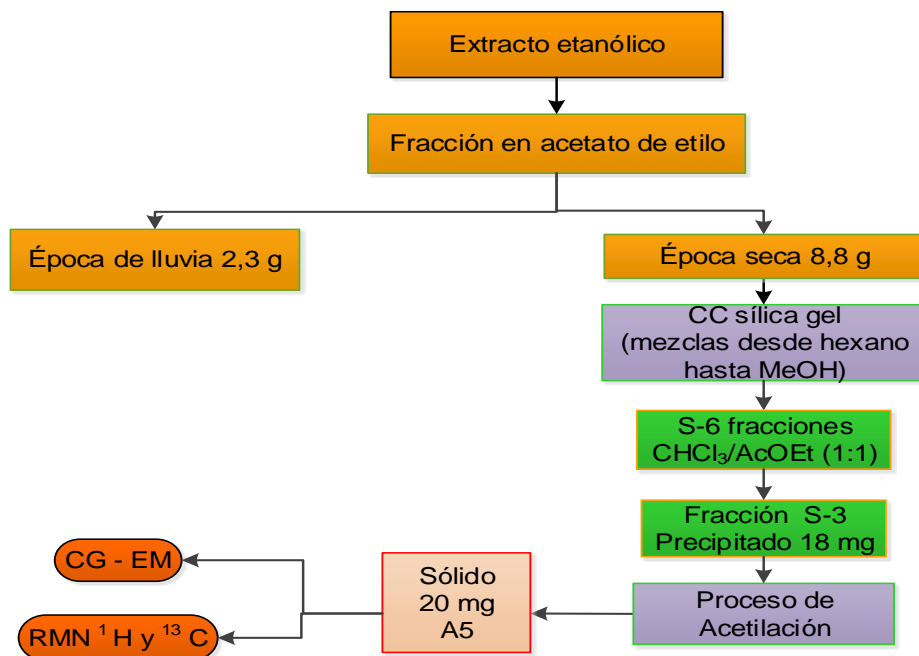 Extracto etanólico
Fracción en acetato de etilo
Época de lluvia 2,3 g
Época seca 8,8 g
CC sílica gel
(mezclas desde hexano
hasta MeOH)
S-6 fracciones
CHCl₃/AcOEt (1:1)
Fracción S-3
Precipitado 18 mg
Proceso de
Acetilación
Sólido
20 mg
A5
CG - EM
RMN ¹ H y ¹³ C